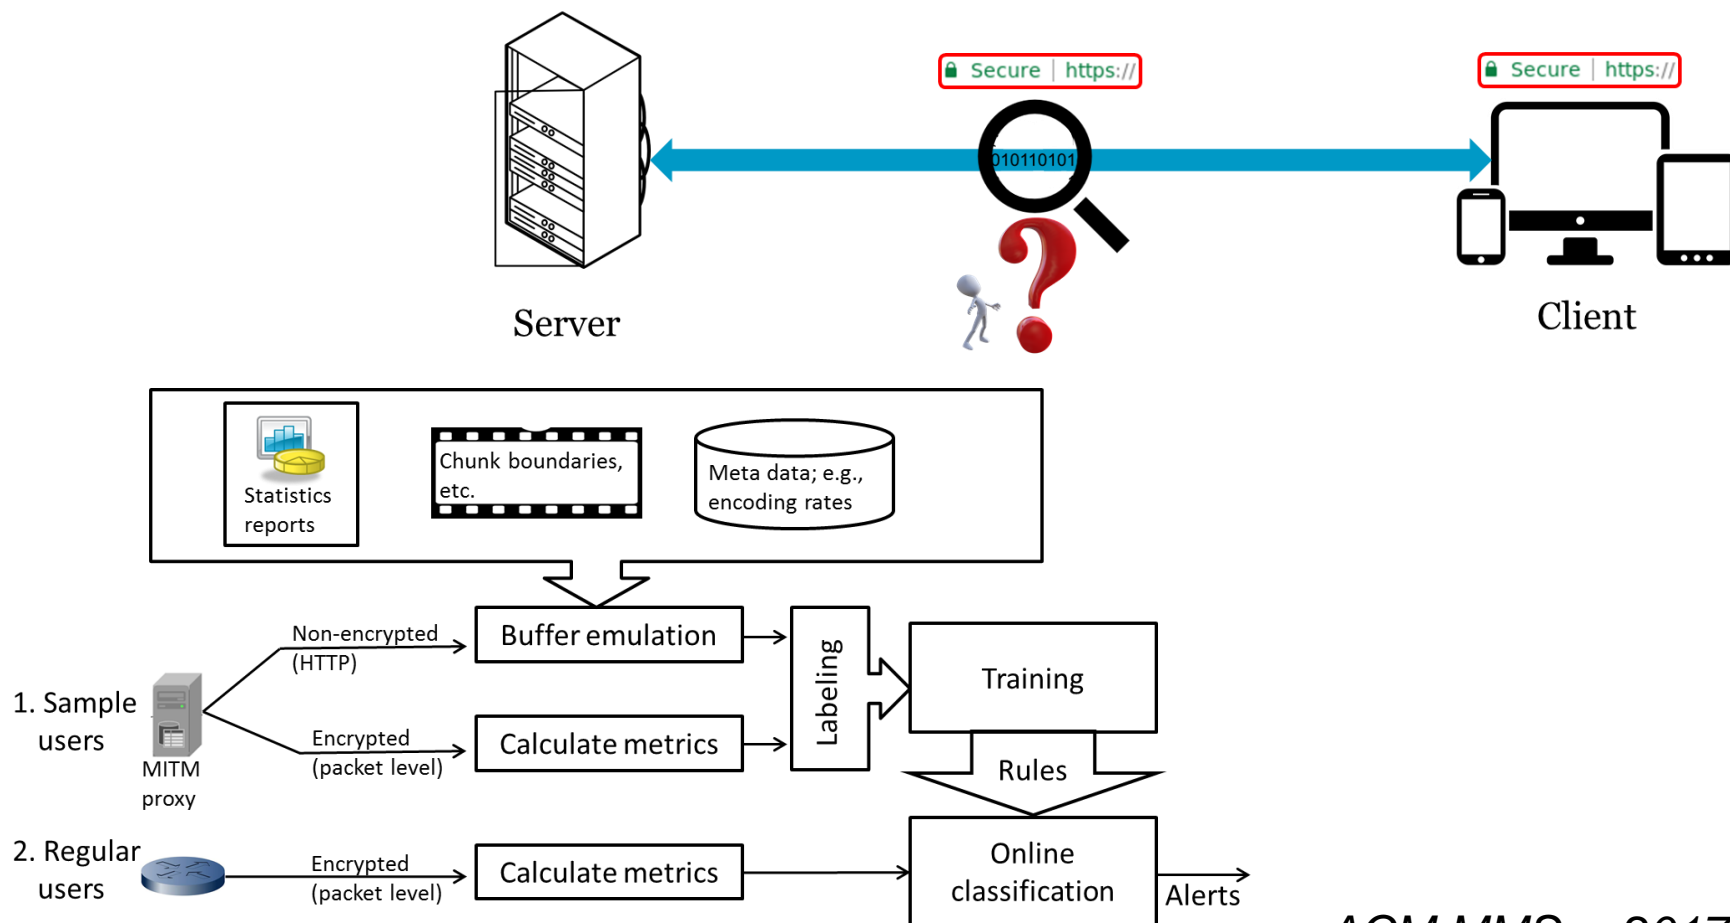 Secure | https://
Secure | https://
010110101
Server
Client
Statistics
reports
Chunk boundaries,
etc.
Meta data; e.g.,
encoding rates
Non-encrypted
(HTTP)
Buffer emulation
Labeling
Training
1. Sample
users
MITM
proxy
Encrypted
(packet level)
Calculate metrics
Rules
2. Regular
users
Encrypted
(packet level)
Calculate metrics
Online
classification
Alerts